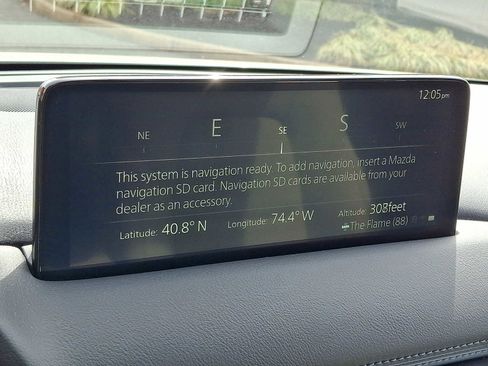 12:05pm
NE E SE S SW
This system is navigation ready. To add navigation, insert a Mazda
navigation SD card. Navigation SD cards are available from your
dealer as an accessory.
Latitude: 40.8° N Longitude: 74.4° W Altitude: 308feet
The Flame (88)